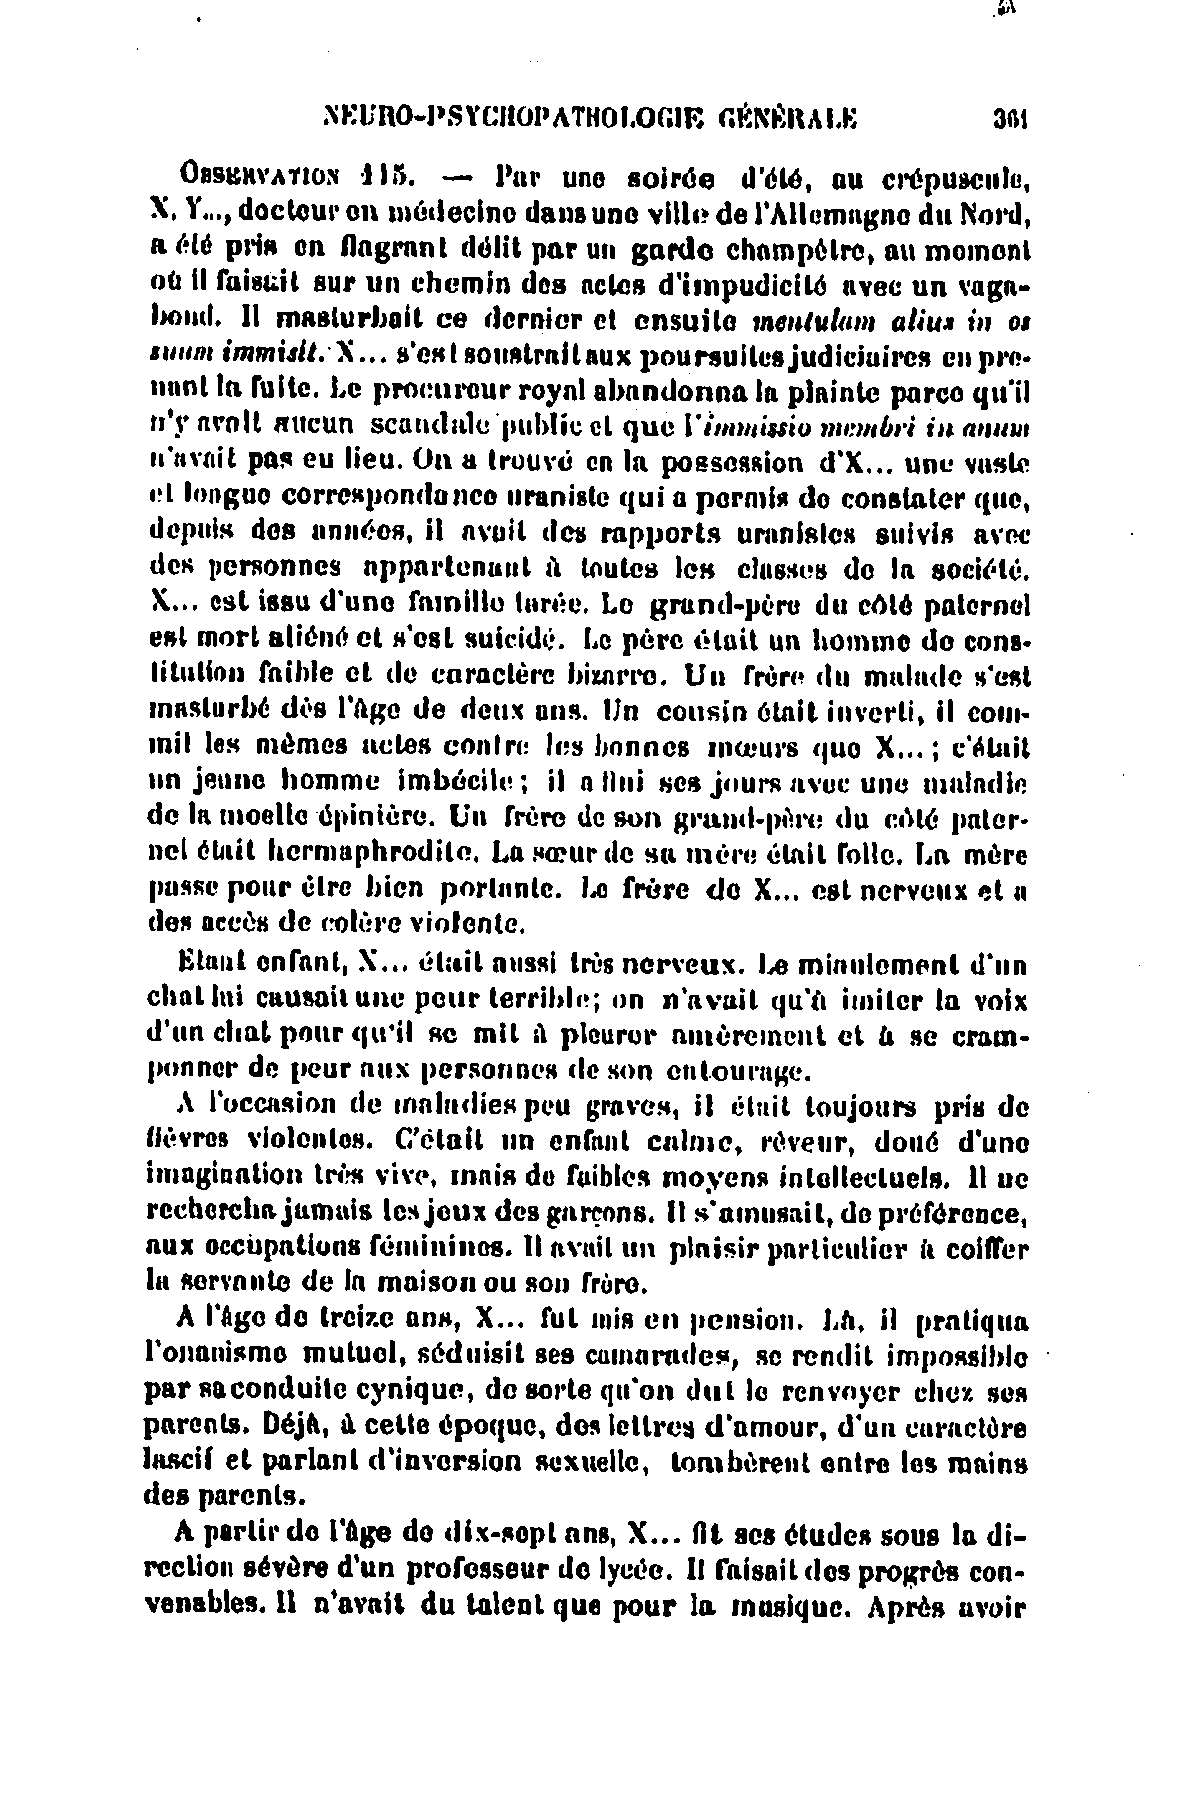 NEURO-PSYCHOPATHOLOGIE GÉNÉRALE 361
OBSERVATION 115. — Par une soirée d'été, au crépuscule,
X. Y..., docteur en médecine dans une ville de l'Allemagne du Nord,
a été pris en flagrant délit par un garde champêtre, au moment
où il faisait sur un chemin des actes d'impudicité avec un vaga-
bond. Il masturbait ce dernier et ensuite mentulam alius in os
suum immisit. X... s'est soustrait aux poursuites judiciaires en pre-
nant la fuite. Le procureur royal abandonna la plainte parce qu'il
n'y avait aucun scandale public et que l'immissio membri in anum
n'avait pas eu lieu. On a trouvé en la possession d'X... une vaste
et longue correspondance uraniste qui a permis de constater que,
depuis des années, il avait des rapports uranistes suivis avec
des personnes appartenant à toutes les classes de la société.
X... est issu d'une famille tarée. Le grand-père du côté paternel
est mort aliéné et s'est suicidé. Le père était un homme de cons-
titution faible et de caractère bizarre. Un frère du malade s'est
masturbé dès l'âge de deux ans. Un cousin était inverti, il com-
mit les mêmes actes contre les bonnes mœurs que X... ; c'était
un jeune homme imbécile ; il a fini ses jours avec une maladie
de la moelle épinière. Un frère de son grand-père du côté pater-
nel était hermaphrodite. La sœur de sa mère était folle. La mère
passe pour être bien portante. Le frère de X... est nerveux et a
des accès de colère violente.
Etant enfant, X... était aussi très nerveux. Le miaulement d'un
chat lui causait une peur terrible ; on n'avait qu'à imiter la voix
d'un chat pour qu'il se mit à pleurer amèrement et à se cram-
ponner de peur aux personnes de son entourage.
A l'occasion de maladies peu graves, il était toujours pris de
fièvres violentes. C'était un enfant calme, rêveur, doué d'une
imagination très vive, mais de faibles moyens intellectuels. Il ne
rechercha jamais les jeux des garçons. Il s'amusait, de préférence,
aux occupations féminines. Il avait un plaisir particulier à coiffer
la servante de la maison ou son frère.
A l'âge de treize ans, X... fut mis en pension. Là, il pratiqua
l'onanisme mutuel, séduisit ses camarades, se rendit impossible
par sa conduite cynique, de sorte qu'on dut le renvoyer chez ses
parents. Déjà, à cette époque, des lettres d'amour, d'un caractère
lascif et parlant d'inversion sexuelle, tombèrent entre les mains
des parents.
A partir de l'âge de dix-sept ans, X... fit ses études sous la di-
rection sévère d'un professeur de lycée. Il faisait des progrès con-
venables. Il n'avait du talent que pour la musique. Après avoir